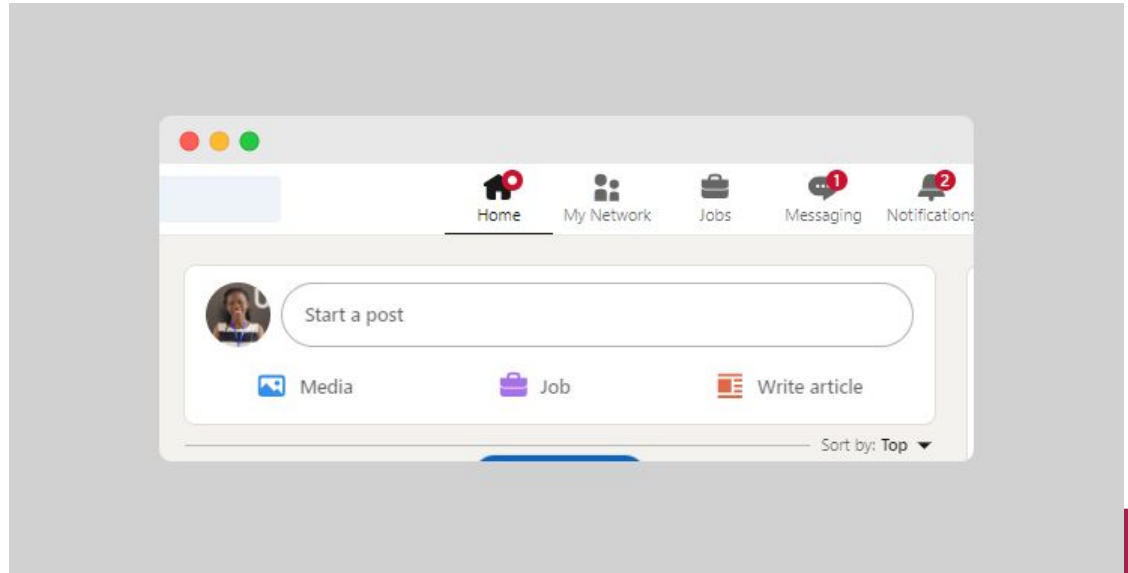 1
2
Home
My Network
Jobs
Messaging
Notifications
Start a post
Media
Job
Write article
Sort by: Top